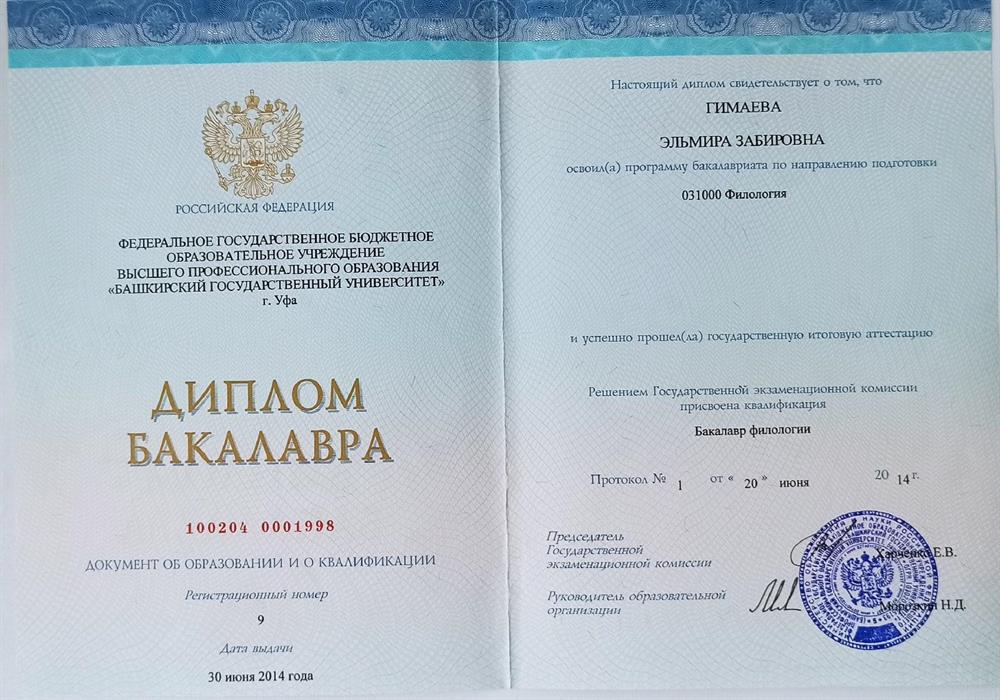 РОССИЙСКАЯ ФЕДЕРАЦИЯ
ФЕДЕРАЛЬНОЕ ГОСУДАРСТВЕННОЕ БЮДЖЕТНОЕ
ОБРАЗОВАТЕЛЬНОЕ УЧРЕЖДЕНИЕ
ВЫСШЕГО ПРОФЕССИОНАЛЬНОГО ОБРАЗОВАНИЯ
«БАШКИРСКИЙ ГОСУДАРСТВЕННЫЙ УНИВЕРСИТЕТ»
г. Уфа
ДИПЛОМ
БАКАЛАВРА
100204 0001998
ДОКУМЕНТ ОБ ОБРАЗОВАНИИ И О КВАЛИФИКАЦИИ
Регистрационный номер
9
Дата выдачи
30 июня 2014 года
Настоящий диплом свидетельствует о том, что
ГИМАЕВА
ЭЛЬМИРА ЗАБИРОВНА
освоил(а) программу бакалавриата по направлению подготовки
031000 Филология
и успешно прошел(ла) государственную итоговую аттестацию
Решением Государственной экзаменационной комиссии
присвоена квалификация
Бакалавр филологии
Протокол № 1 от « 20 » июня 20 14 г.
Председатель
Государственной
экзаменационной комиссии
Харченко Е.В.
Руководитель образовательной
организации
Морозкин Н.Д.